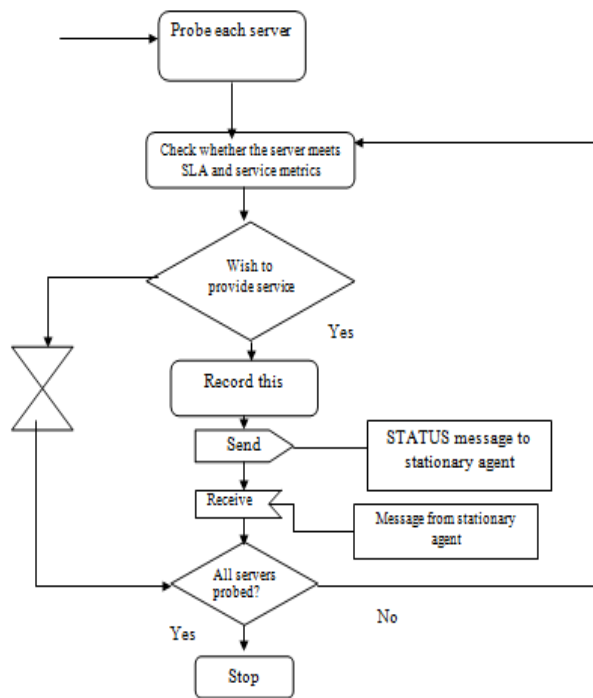 Probe each server
Check whether the server meets
SLA and service metrics
Wish to
provide service
Yes
Record this
Send
STATUS message to
stationary agent
Receive
Message from stationary
agent
All servers
probed?
No
Yes
Stop